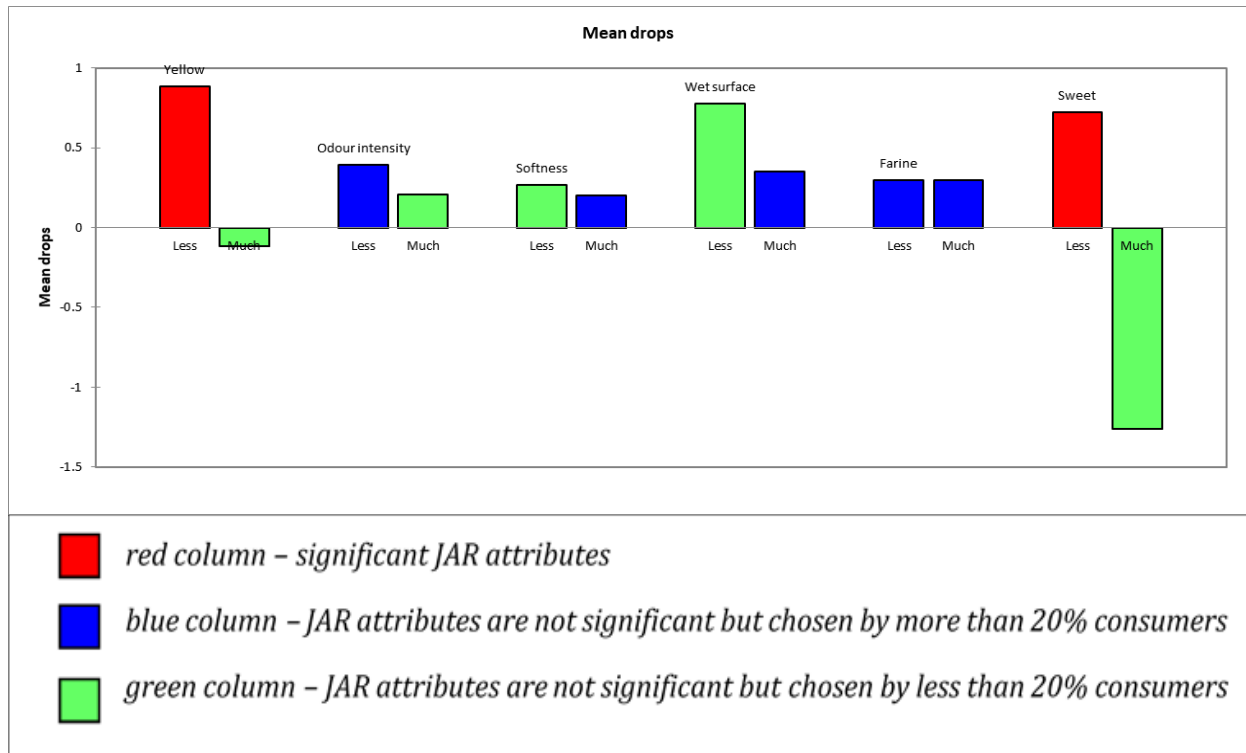 Mean drops
Mean drops
1
0.5
0
-0.5
-1
-1.5
Yellow
Less
Much
Odour intensity
Less
Much
Softness
Less
Much
Wet surface
Less
Much
Farine
Less
Much
Sweet
Less
Much
red column – significant JAR attributes
blue column – JAR attributes are not significant but chosen by more than 20% consumers
green column – JAR attributes are not significant but chosen by less than 20% consumers